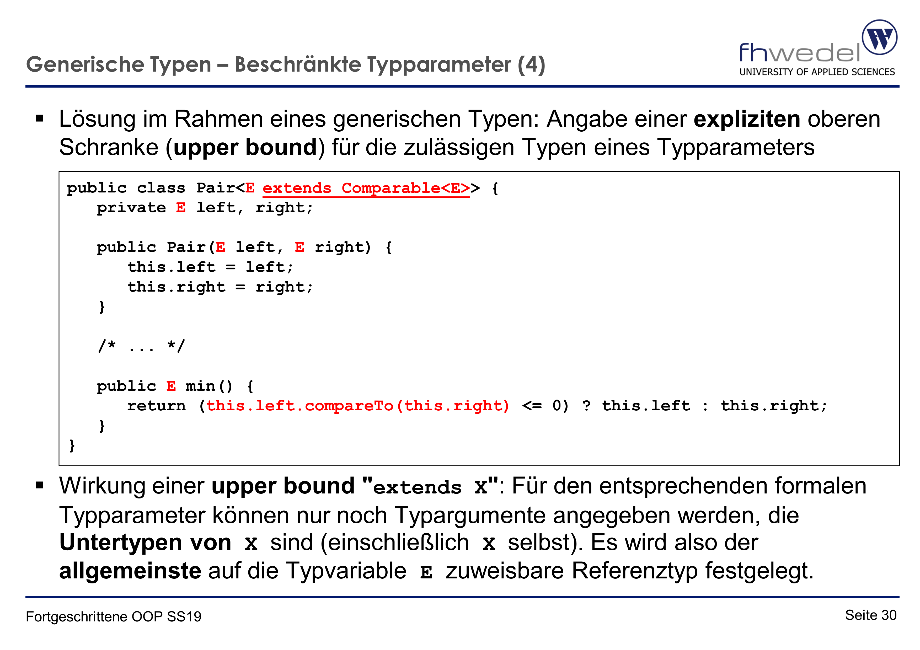 Generische Typen – Beschränkte Typparameter (4)
fhwedel
W
UNIVERSITY OF APPLIED SCIENCES
▪ Lösung im Rahmen eines generischen Typen: Angabe einer expliziten oberen
Schranke (upper bound) für die zulässigen Typen eines Typparameters
public class Pair<E extends Comparable<E>> {
   private E left, right;

   public Pair(E left, E right) {
      this.left = left;
      this.right = right;
   }

   /* ... */

   public E min() {
      return (this.left.compareTo(this.right) <= 0) ? this.left : this.right;
   }
}
▪ Wirkung einer upper bound "extends X": Für den entsprechenden formalen
Typparameter können nur noch Typargumente angegeben werden, die
Untertypen von X sind (einschließlich X selbst). Es wird also der
allgemeinste auf die Typvariable E zuweisbare Referenztyp festgelegt.
Fortgeschrittene OOP SS19
Seite 30